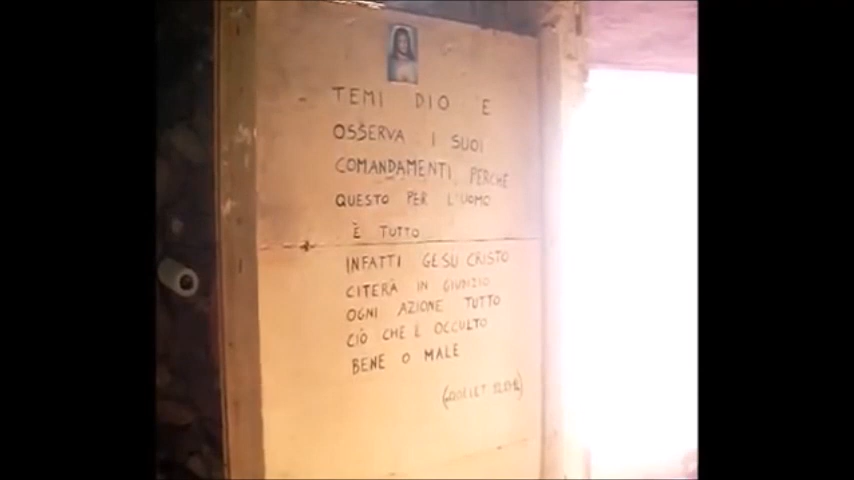 TEMI DIO E
OSSERVA I SUOI
COMANDAMENTI, PERCHÈ
QUESTO PER L'UOMO
È TUTTO
INFATTI GESU CRISTO
CITERÀ IN GIUDIZIO
OGNI AZIONE TUTTO
CIÒ CHE È OCCULTO
BENE O MALE